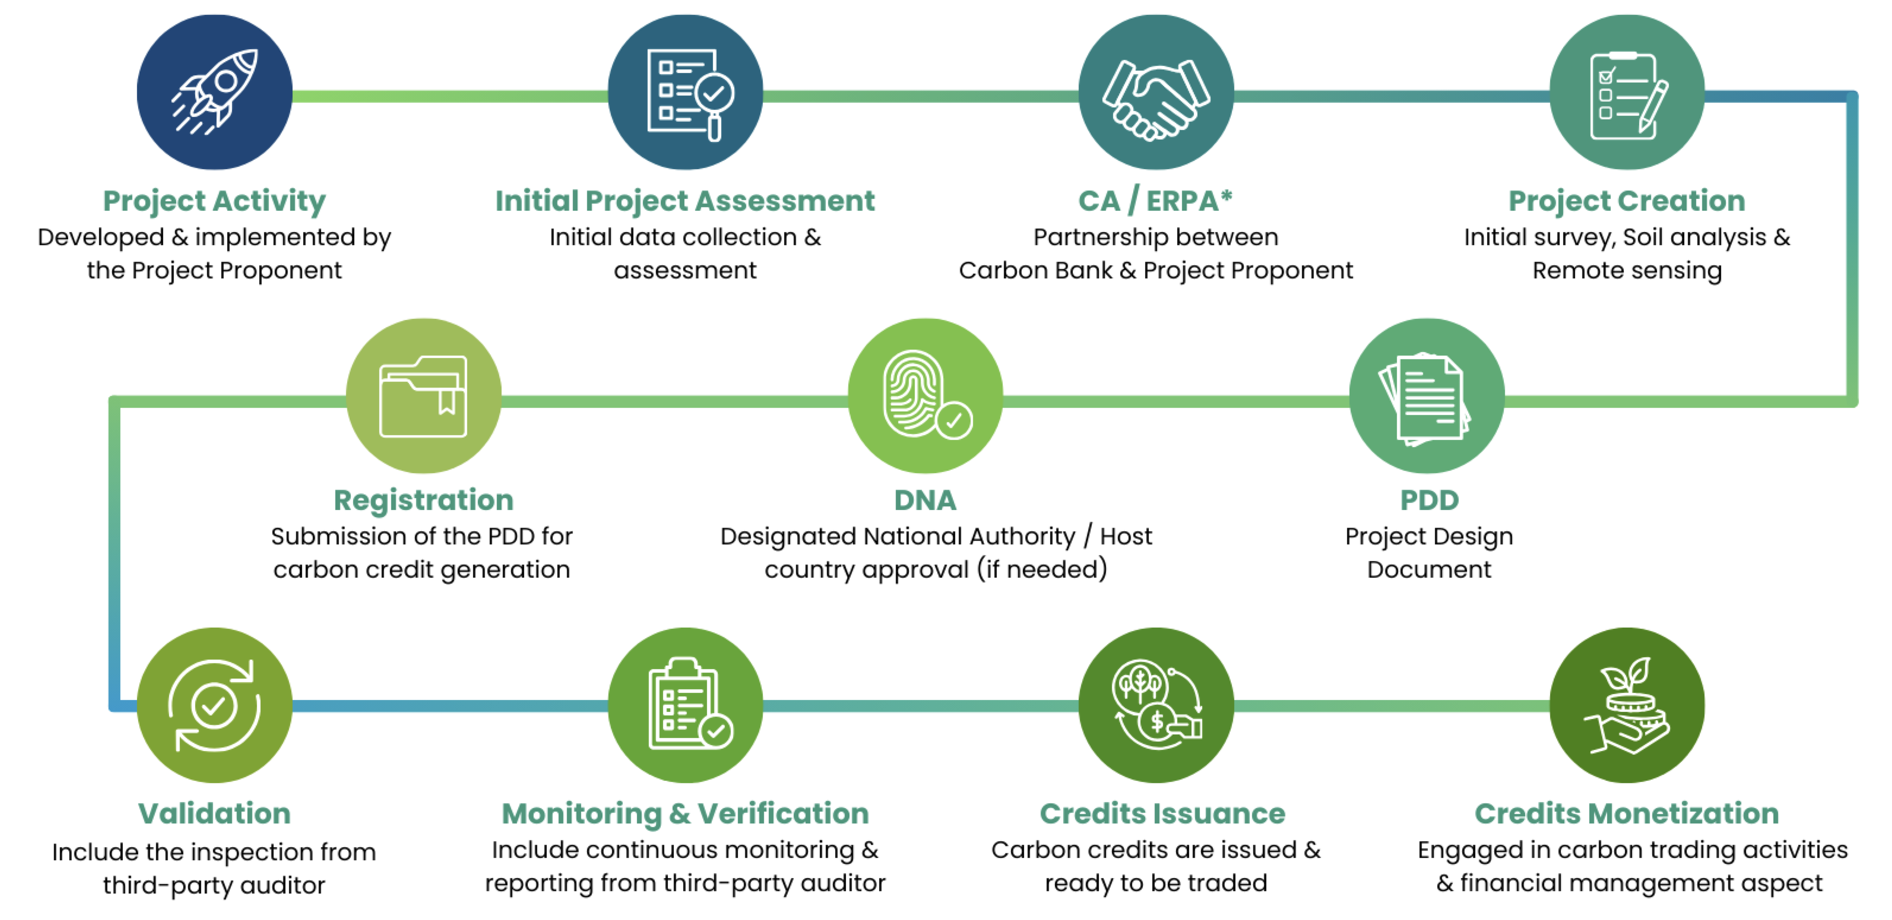 Project Activity
Developed & implemented by
the Project Proponent
Initial Project Assessment
Initial data collection &
assessment
CA / ERPA*
Partnership between
Carbon Bank & Project Proponent
Project Creation
Initial survey, Soil analysis &
Remote sensing
Registration
Submission of the PDD for
carbon credit generation
DNA
Designated National Authority / Host
country approval (if needed)
PDD
Project Design
Document
Validation
Include the inspection from
third-party auditor
Monitoring & Verification
Include continuous monitoring &
reporting from third-party auditor
$
Credits Issuance
Carbon credits are issued &
ready to be traded
Credits Monetization
Engaged in carbon trading activities
& financial management aspect